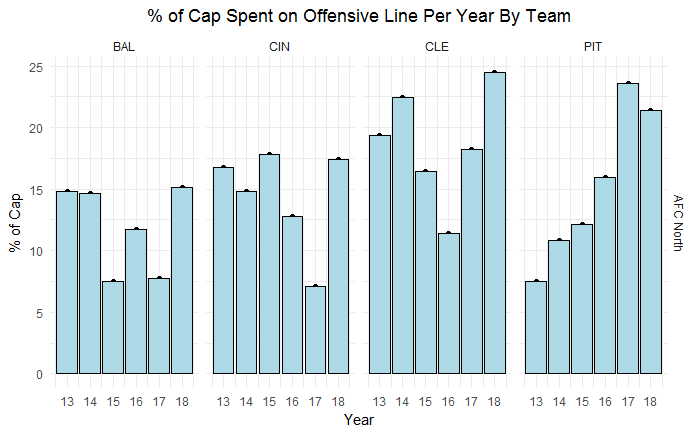 % of Cap Spent on Offensive Line Per Year By Team
BAL CIN CLE PIT
25
20
15
10
5
0
% of Cap
AFC North
13 14 15 16 17 18 13 14 15 16 17 18 13 14 15 16 17 18 13 14 15 16 17 18
Year